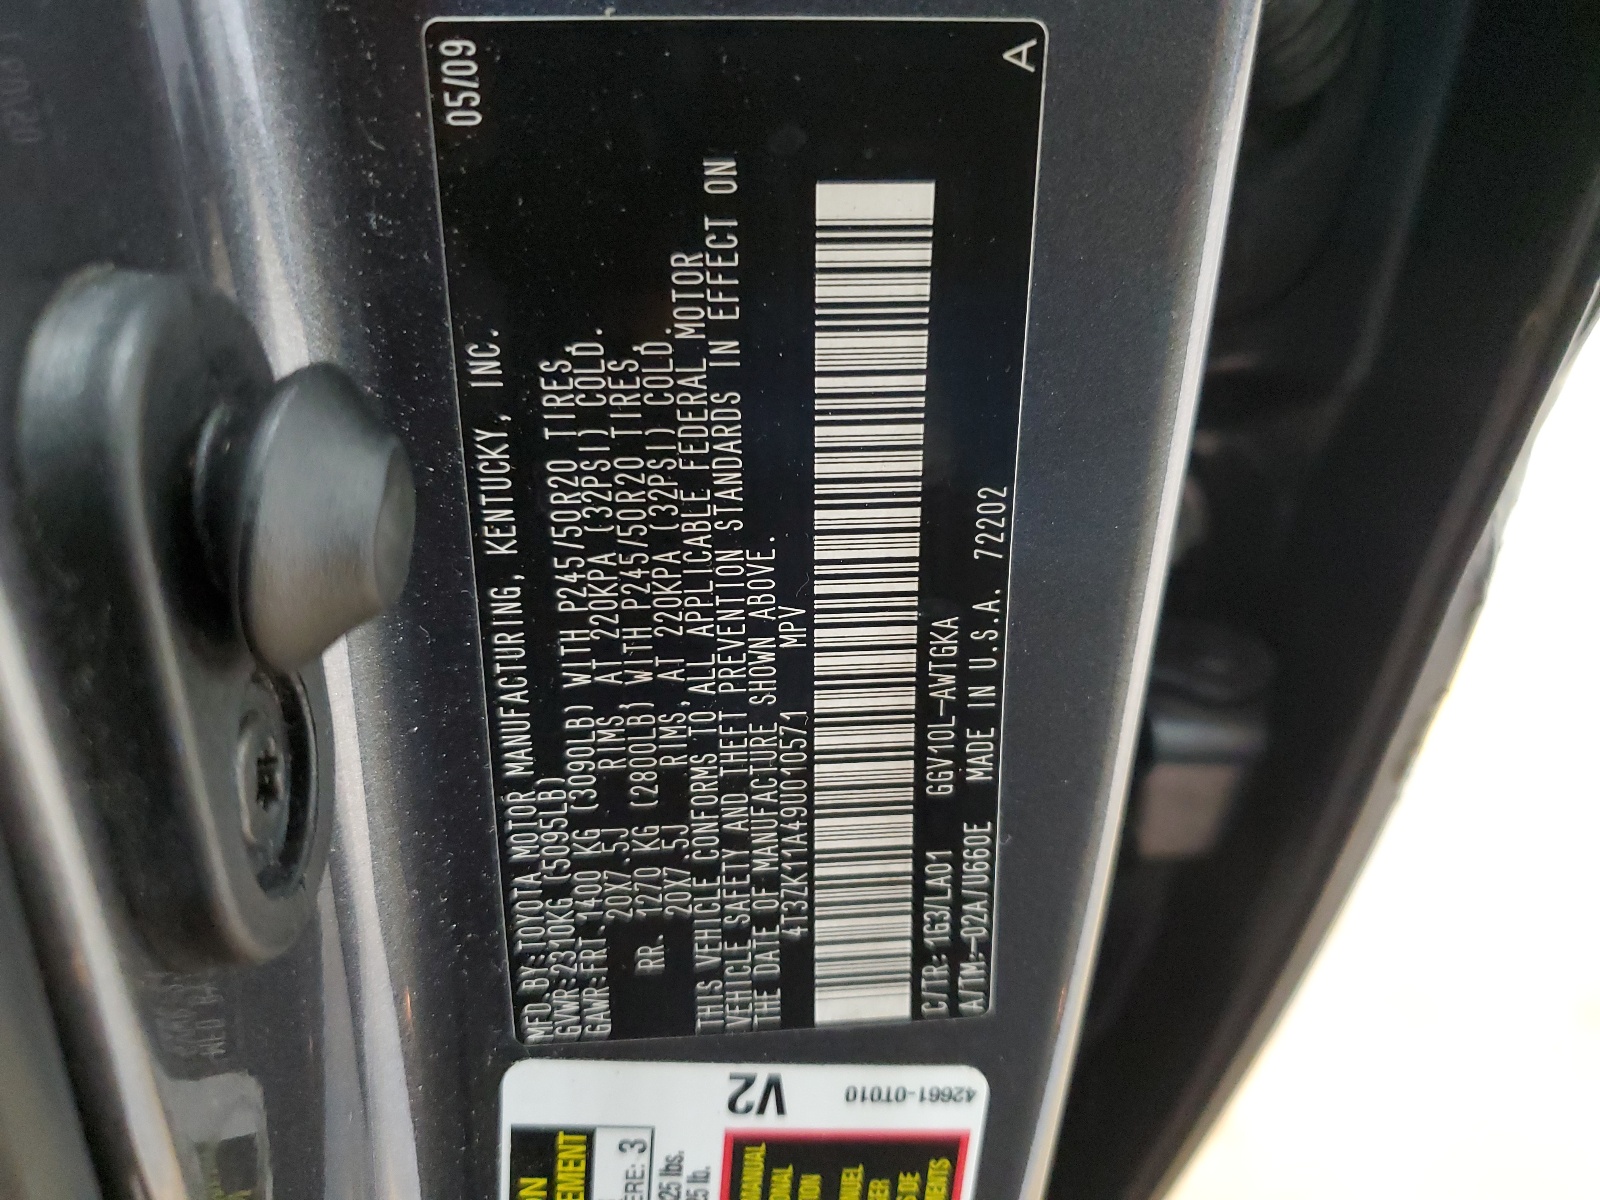 05/09
MFD. BY: TOYOTA MOTOR MANUFACTURING, KENTUCKY, INC.
GVWR: 2310KG (5095LB)
GAWR: FRT. 1400 KG (3090LB) WITH P245/50R20 TIRES,
20X7.5J RIMS, AT 220KPA (32PSI) COLD.
RR. 1270 KG (2800LB) WITH P245/50R20 TIRES,
20X7.5J RIMS, AT 220KPA (32PSI) COLD.
THIS VEHICLE CONFORMS TO ALL APPLICABLE FEDERAL MOTOR
VEHICLE SAFETY AND THEFT PREVENTION STANDARDS IN EFFECT ON
THE DATE OF MANUFACTURE SHOWN ABOVE.
4T3ZK11A49U010571 MPV
C/TR: 1G3/LA01 GGV10L-AWTGKA
A/TM: -02A/U660E MADE IN U.S.A. 72202
A
V2
42661-0T010
ERE: 3
MANUAL